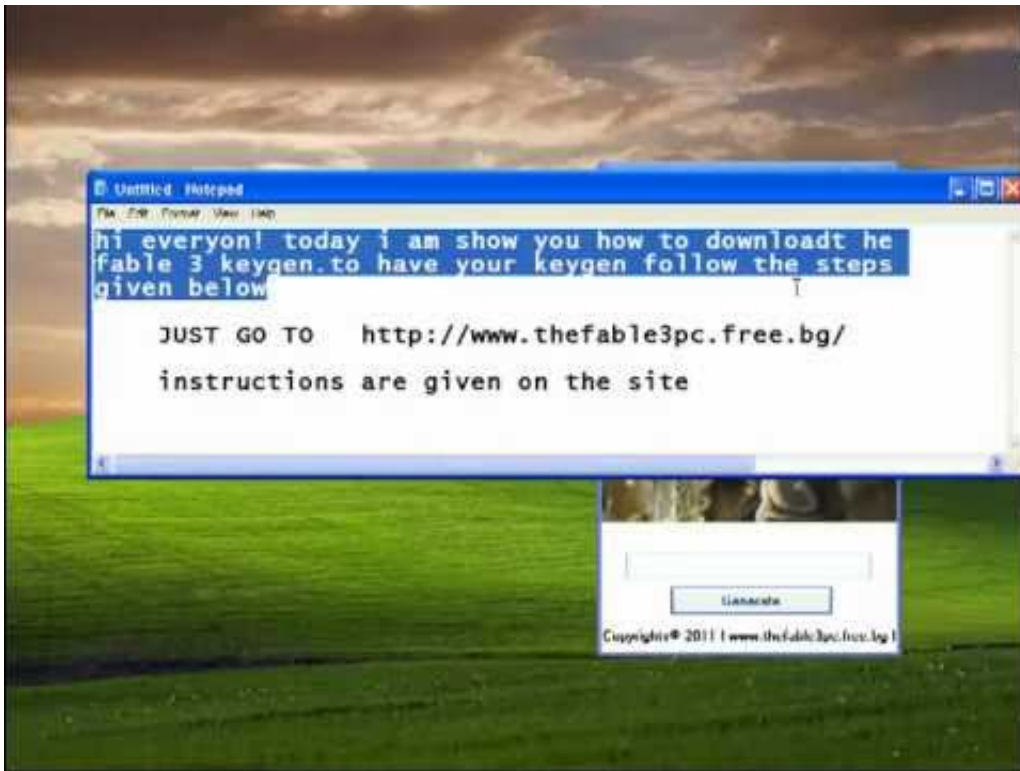 Untitled Notepad
File Edit Format View Help
hi everyon! today i am show you how to downloadt he
fable 3 keygen.to have your keygen follow the steps
given below
JUST GO TO http://www.thefable3pc.free.bg/
instructions are given on the site
Generate
Copyrights® 2011 | www.thefable3pc.free.bg |